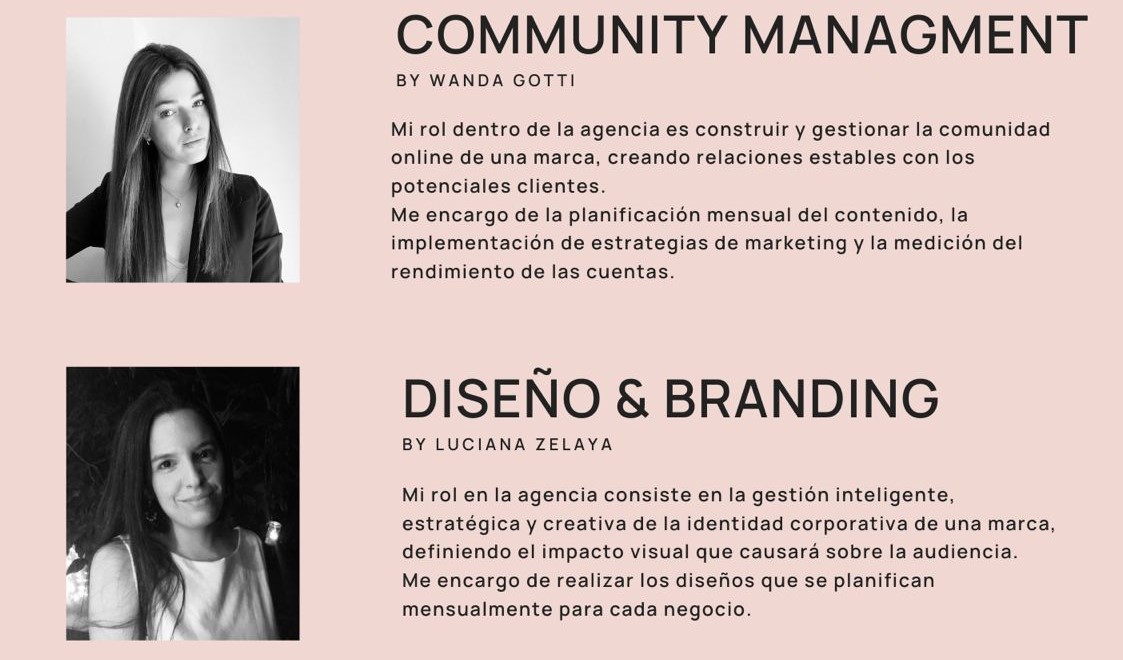 COMMUNITY MANAGMENT
BY WANDA GOTTI
Mi rol dentro de la agencia es construir y gestionar la comunidad
online de una marca, creando relaciones estables con los
potenciales clientes.
Me encargo de la planificación mensual del contenido, la
implementación de estrategias de marketing y la medición del
rendimiento de las cuentas.
DISEÑO & BRANDING
BY LUCIANA ZELAYA
Mi rol en la agencia consiste en la gestión inteligente,
estratégica y creativa de la identidad corporativa de una marca,
definiendo el impacto visual que causará sobre la audiencia.
Me encargo de realizar los diseños que se planifican
mensualmente para cada negocio.